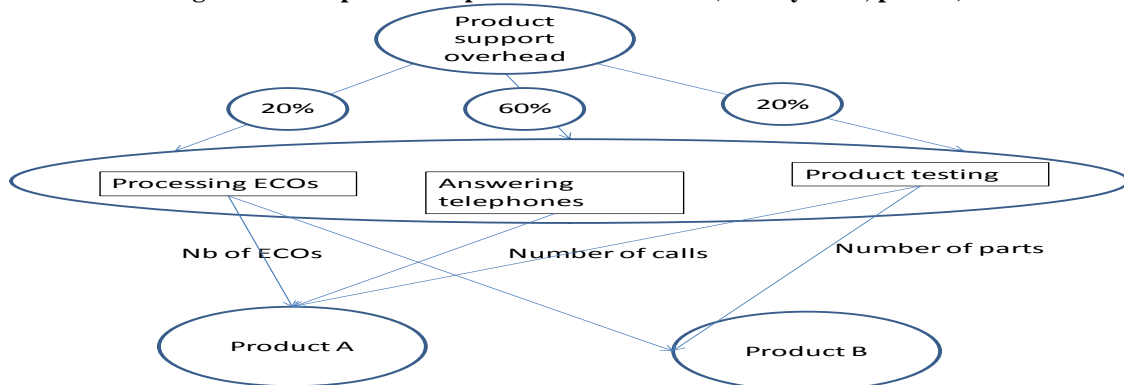 Product
support
overhead
20%
60%
20%
Processing ECOs
Answering
telephones
Product testing
Nb of ECOs
Number of calls
Number of parts
Product A
Product B